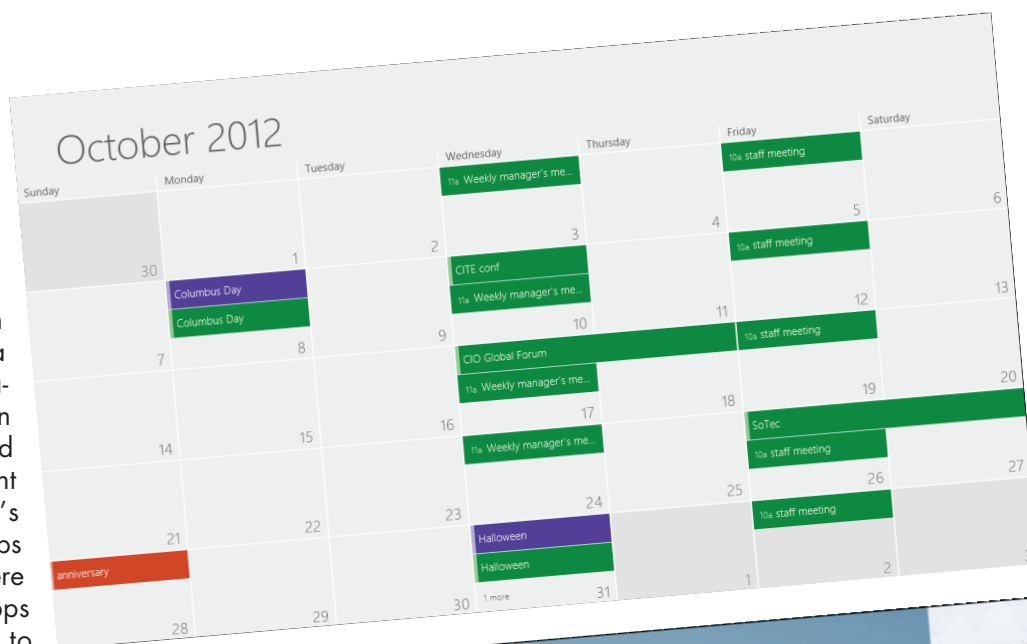 October 2012
Sunday Monday Tuesday Wednesday Thursday Friday Saturday
11a Weekly manager's me...
10a staff meeting
30 1 2 3 4 5 6
Columbus Day
Columbus Day
CITE conf
11a Weekly manager's me...
10a staff meeting
7 8 9 10 11 12 13
CIO Global Forum
11a Weekly manager's me...
10a staff meeting
14 15 16 17 18 19 20
11a Weekly manager's me...
SoTec
10a staff meeting
21 22 23 24 25 26 27
anniversary
Halloween
Halloween
1 more
10a staff meeting
28 29 30 31 1 2
to